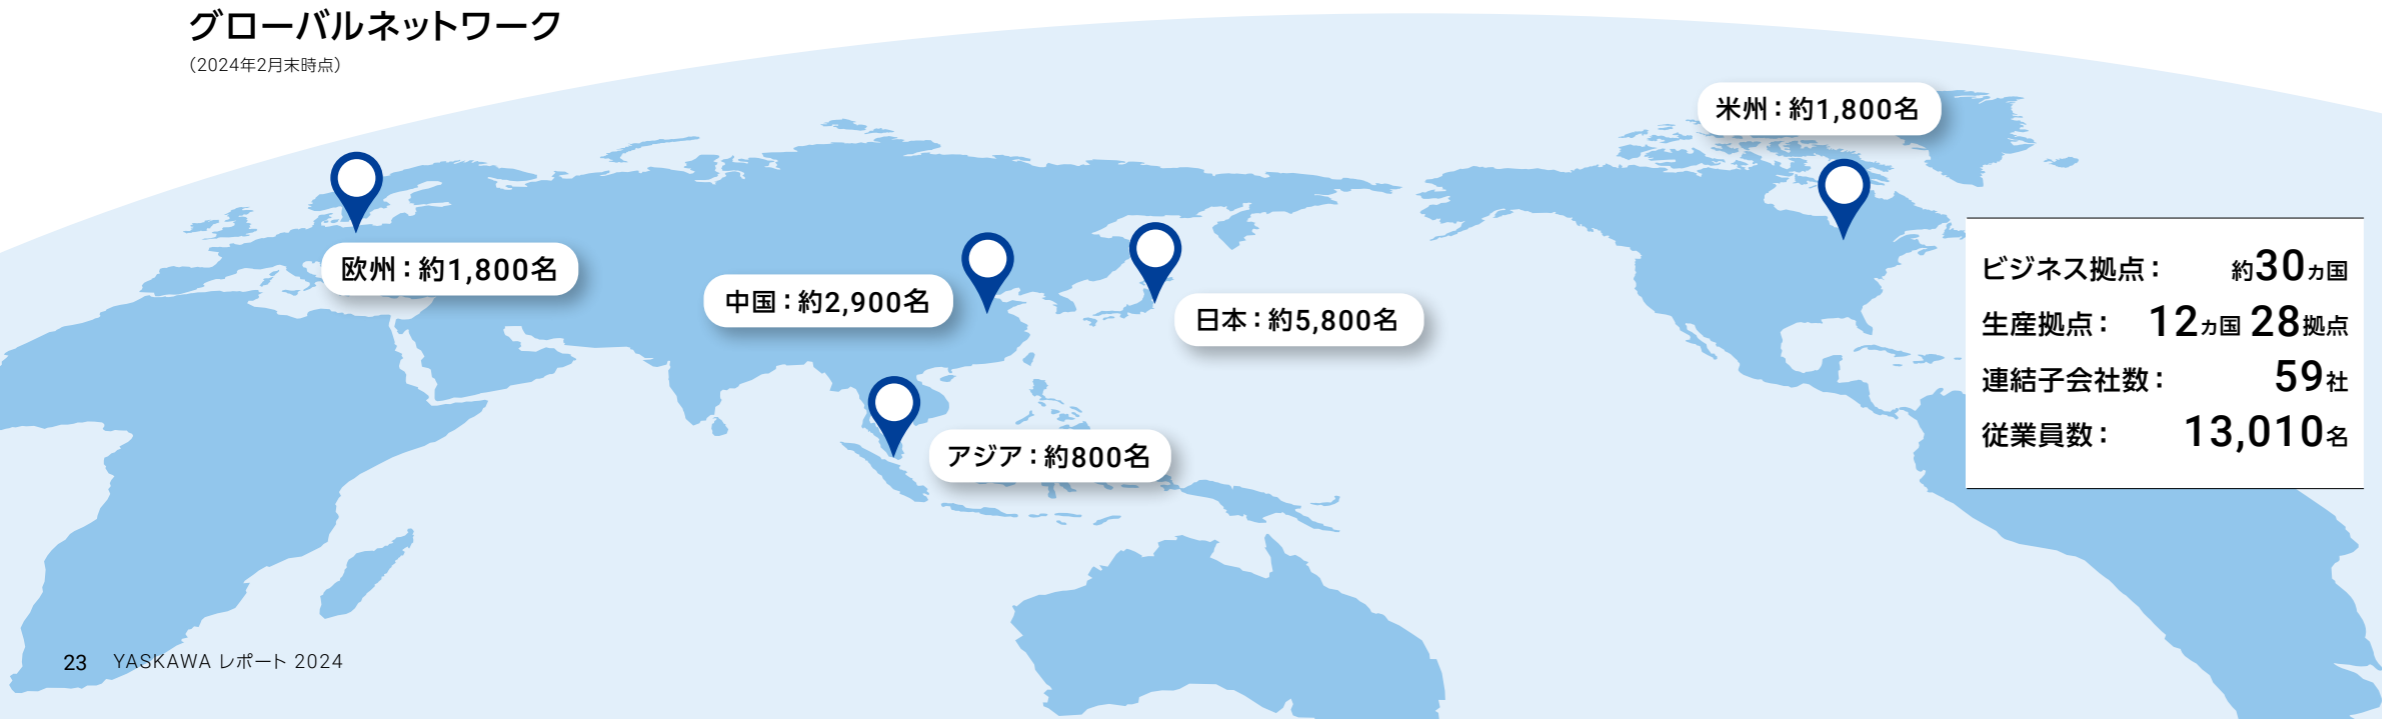 グローバルネットワーク
（2024年2月末時点）
米州：約1,800名
欧州：約1,800名
中国：約2,900名
日本：約5,800名
アジア：約800名
ビジネス拠点： 約30ヵ国
生産拠点： 12ヵ国 28拠点
連結子会社数： 59社
従業員数： 13,010名
23 YASKAWA レポート 2024